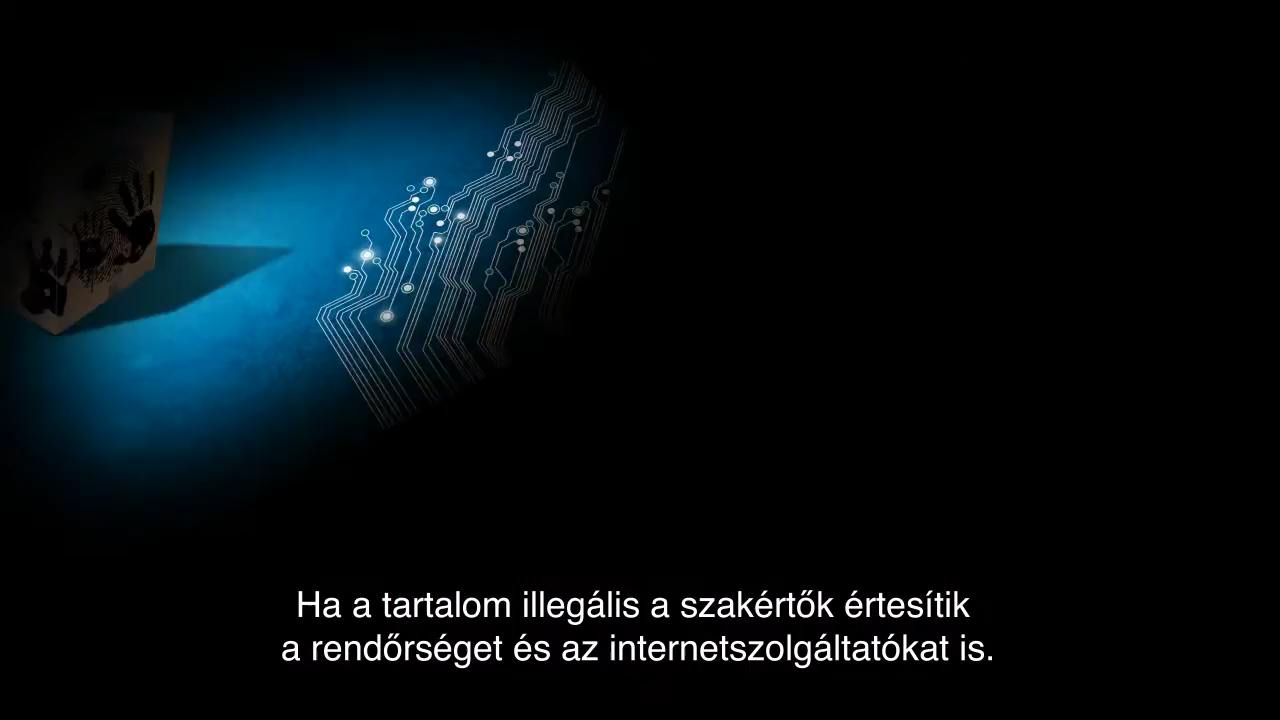 Ha a tartalom illegális a szakértők értesítik
a rendőrséget és az internetszolgáltatókat is.